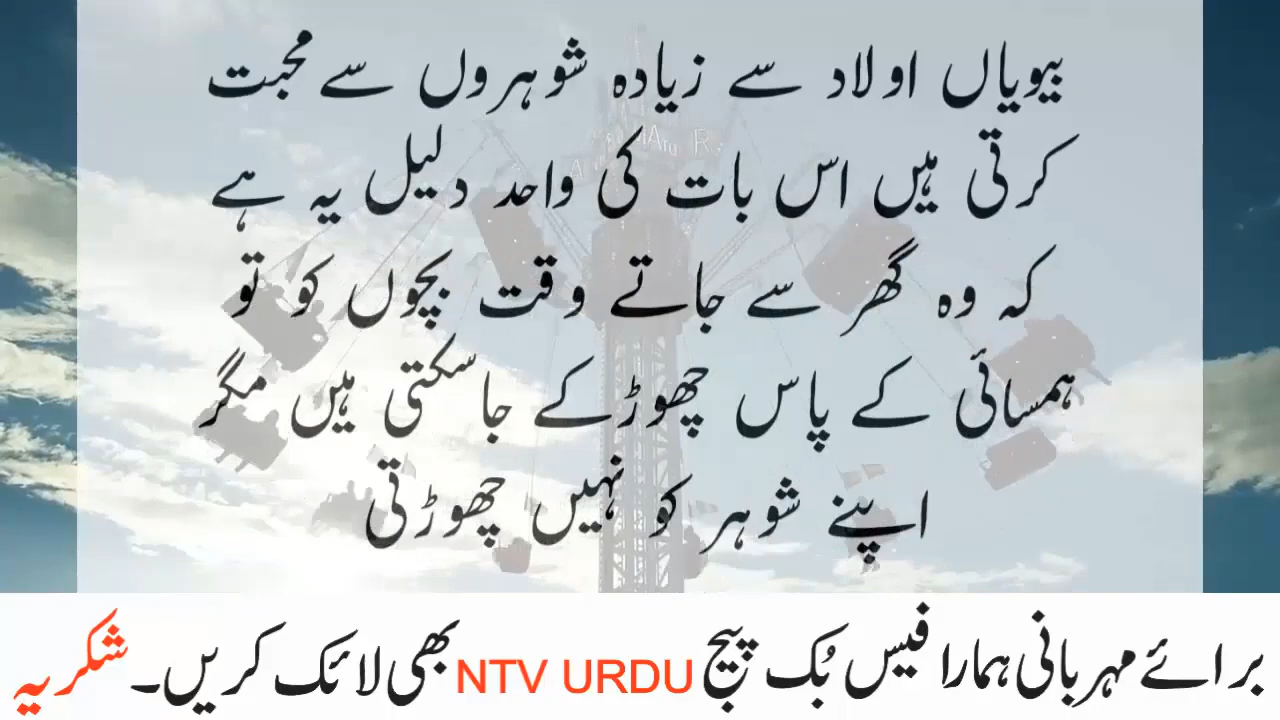 بیویاں اولاد سے زیادہ شوہروں سے محبت
کرتی ہیں اس بات کی واحد دلیل یہ ہے
کہ وہ گھر سے جاتے وقت بچوں کو تو
ہمسائی کے پاس چھوڑ کے جا سکتی ہیں مگر
اپنے شوہر کو نہیں چھوڑتی
برائے مہربانی ہمارا فیس بُک پیج NTV URDU بھی لائک کریں۔ شکریہ